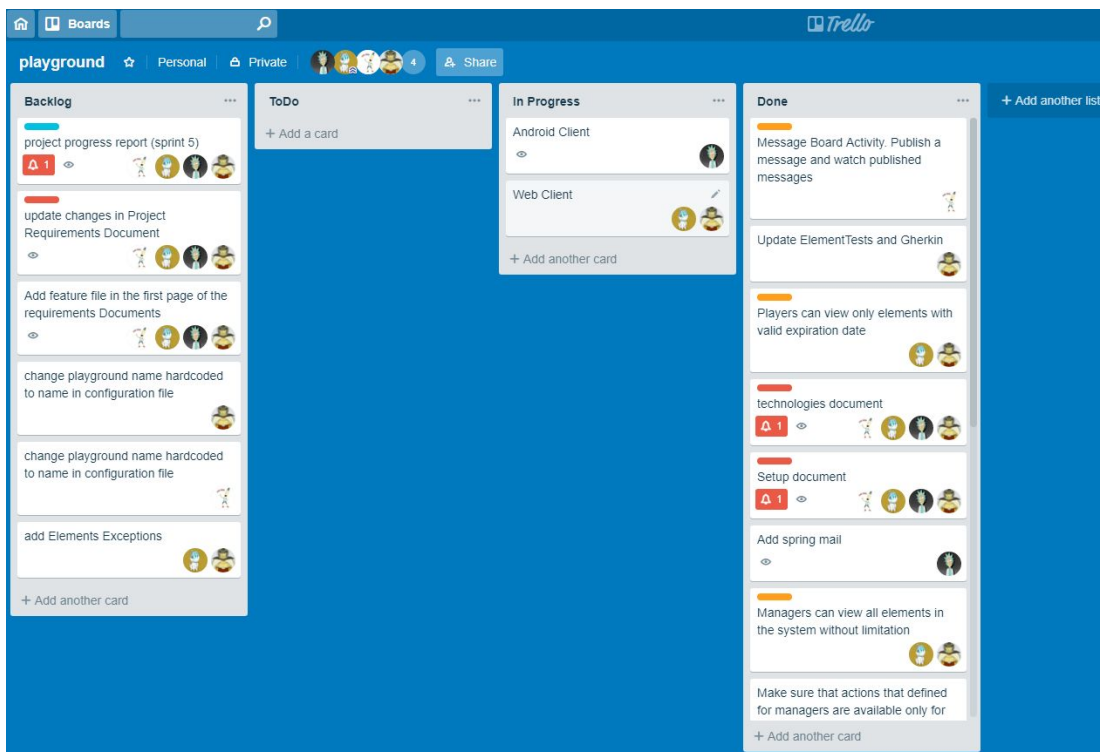 Boards
Trello
playground
Personal
Private
4
Share
Backlog
project progress report (sprint 5)
1
update changes in Project
Requirements Document
Add feature file in the first page of the
requirements Documents
change playground name hardcoded
to name in configuration file
change playground name hardcoded
to name in configuration file
add Elements Exceptions
+ Add another card
ToDo
+ Add a card
In Progress
Android Client
Web Client
+ Add another card
Done
Message Board Activity. Publish a
message and watch published
messages
Update ElementTests and Gherkin
Players can view only elements with
valid expiration date
technologies document
1
Setup document
1
Add spring mail
Managers can view all elements in
the system without limitation
Make sure that actions that defined
for managers are available only for
+ Add another card
+ Add another list